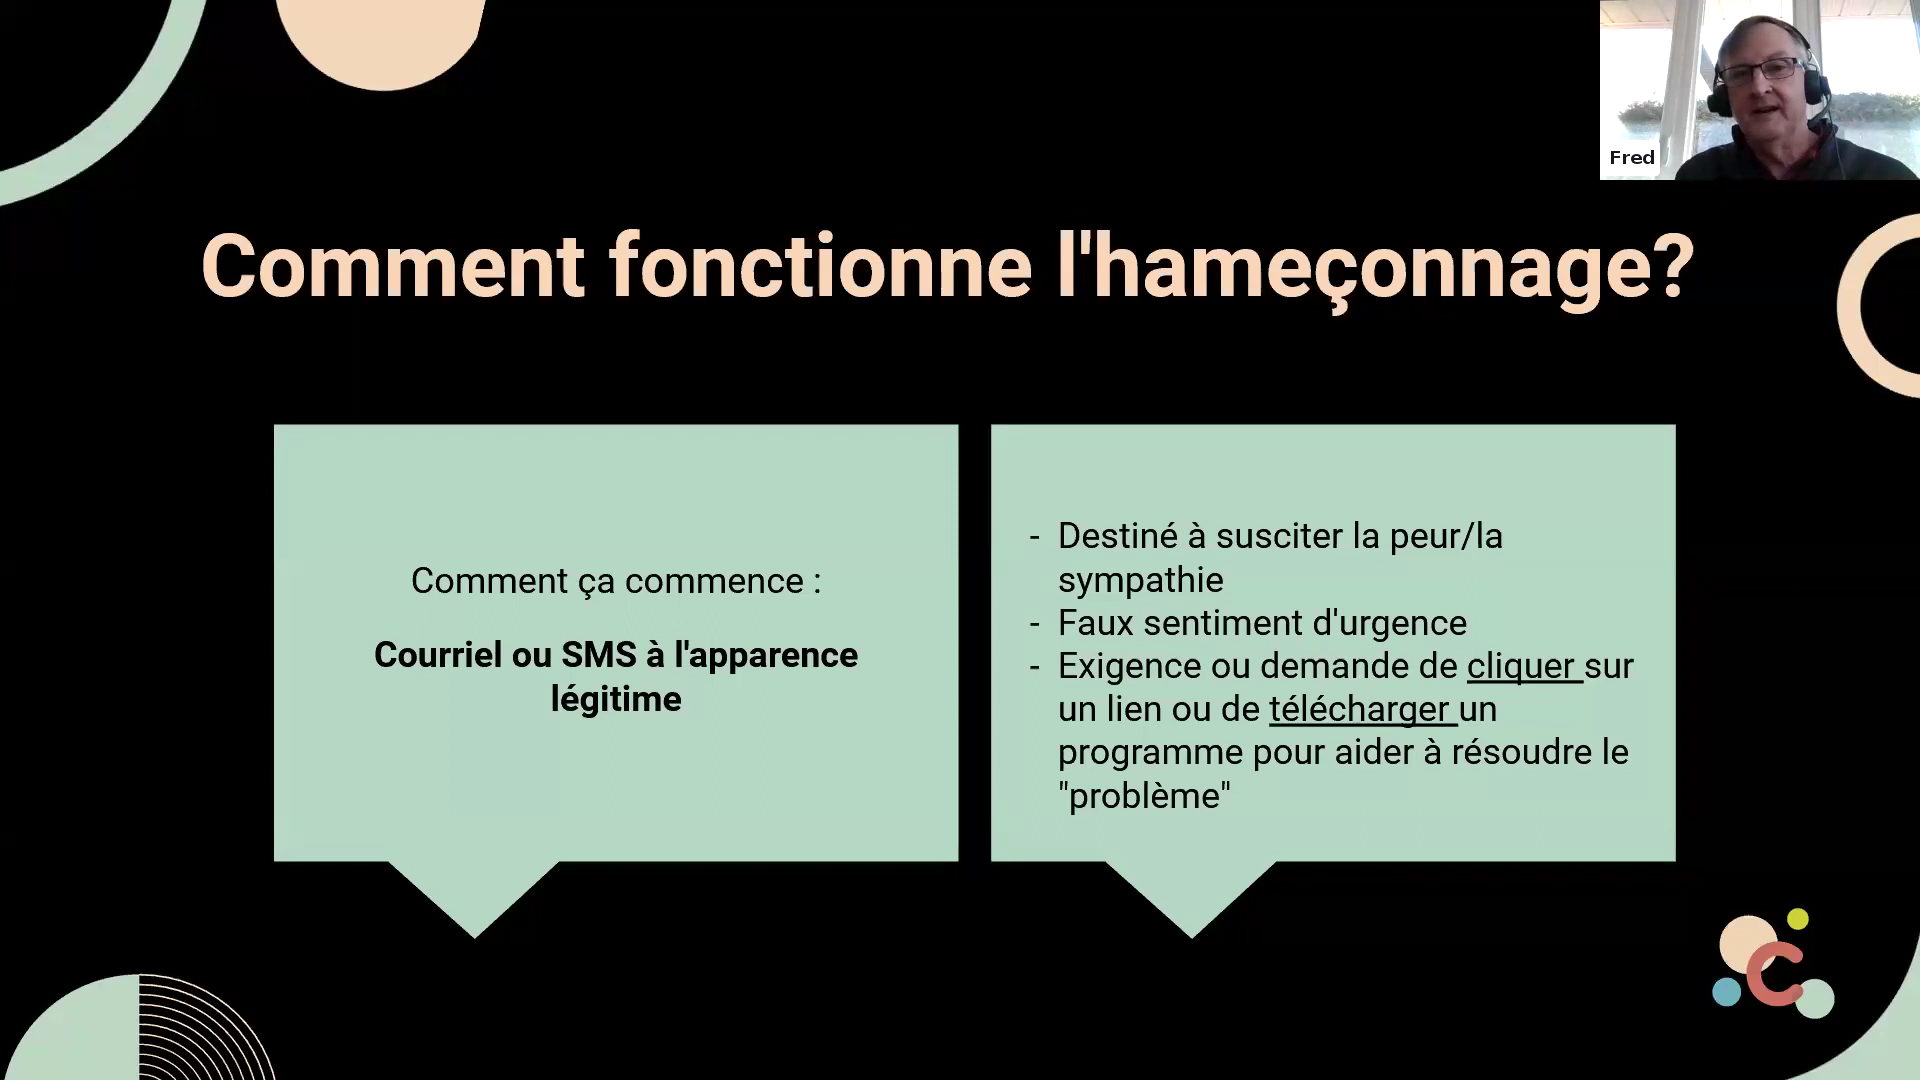 Fred
Comment fonctionne l'hameçonnage?
Comment ça commence :
Courriel ou SMS à l'apparence
légitime
- Destiné à susciter la peur/la
sympathie
- Faux sentiment d'urgence
- Exigence ou demande de cliquer sur
un lien ou de télécharger un
programme pour aider à résoudre le
"problème"